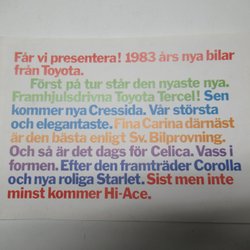 Får vi presentera! 1983 års nya bilar
från Toyota.
Först på tur står den nyaste nya.
Framhjulsdrivna Toyota Tercel! Sen
kommer nya Cressida. Vår största
och elegantaste. Fina Carina därnäst
är den bästa enligt Sv. Bilprovning.
Och så är det dags för Celica. Vass i
formen. Efter den framträder Corolla
och nya roliga Starlet. Sist men inte
minst kommer Hi-Ace.